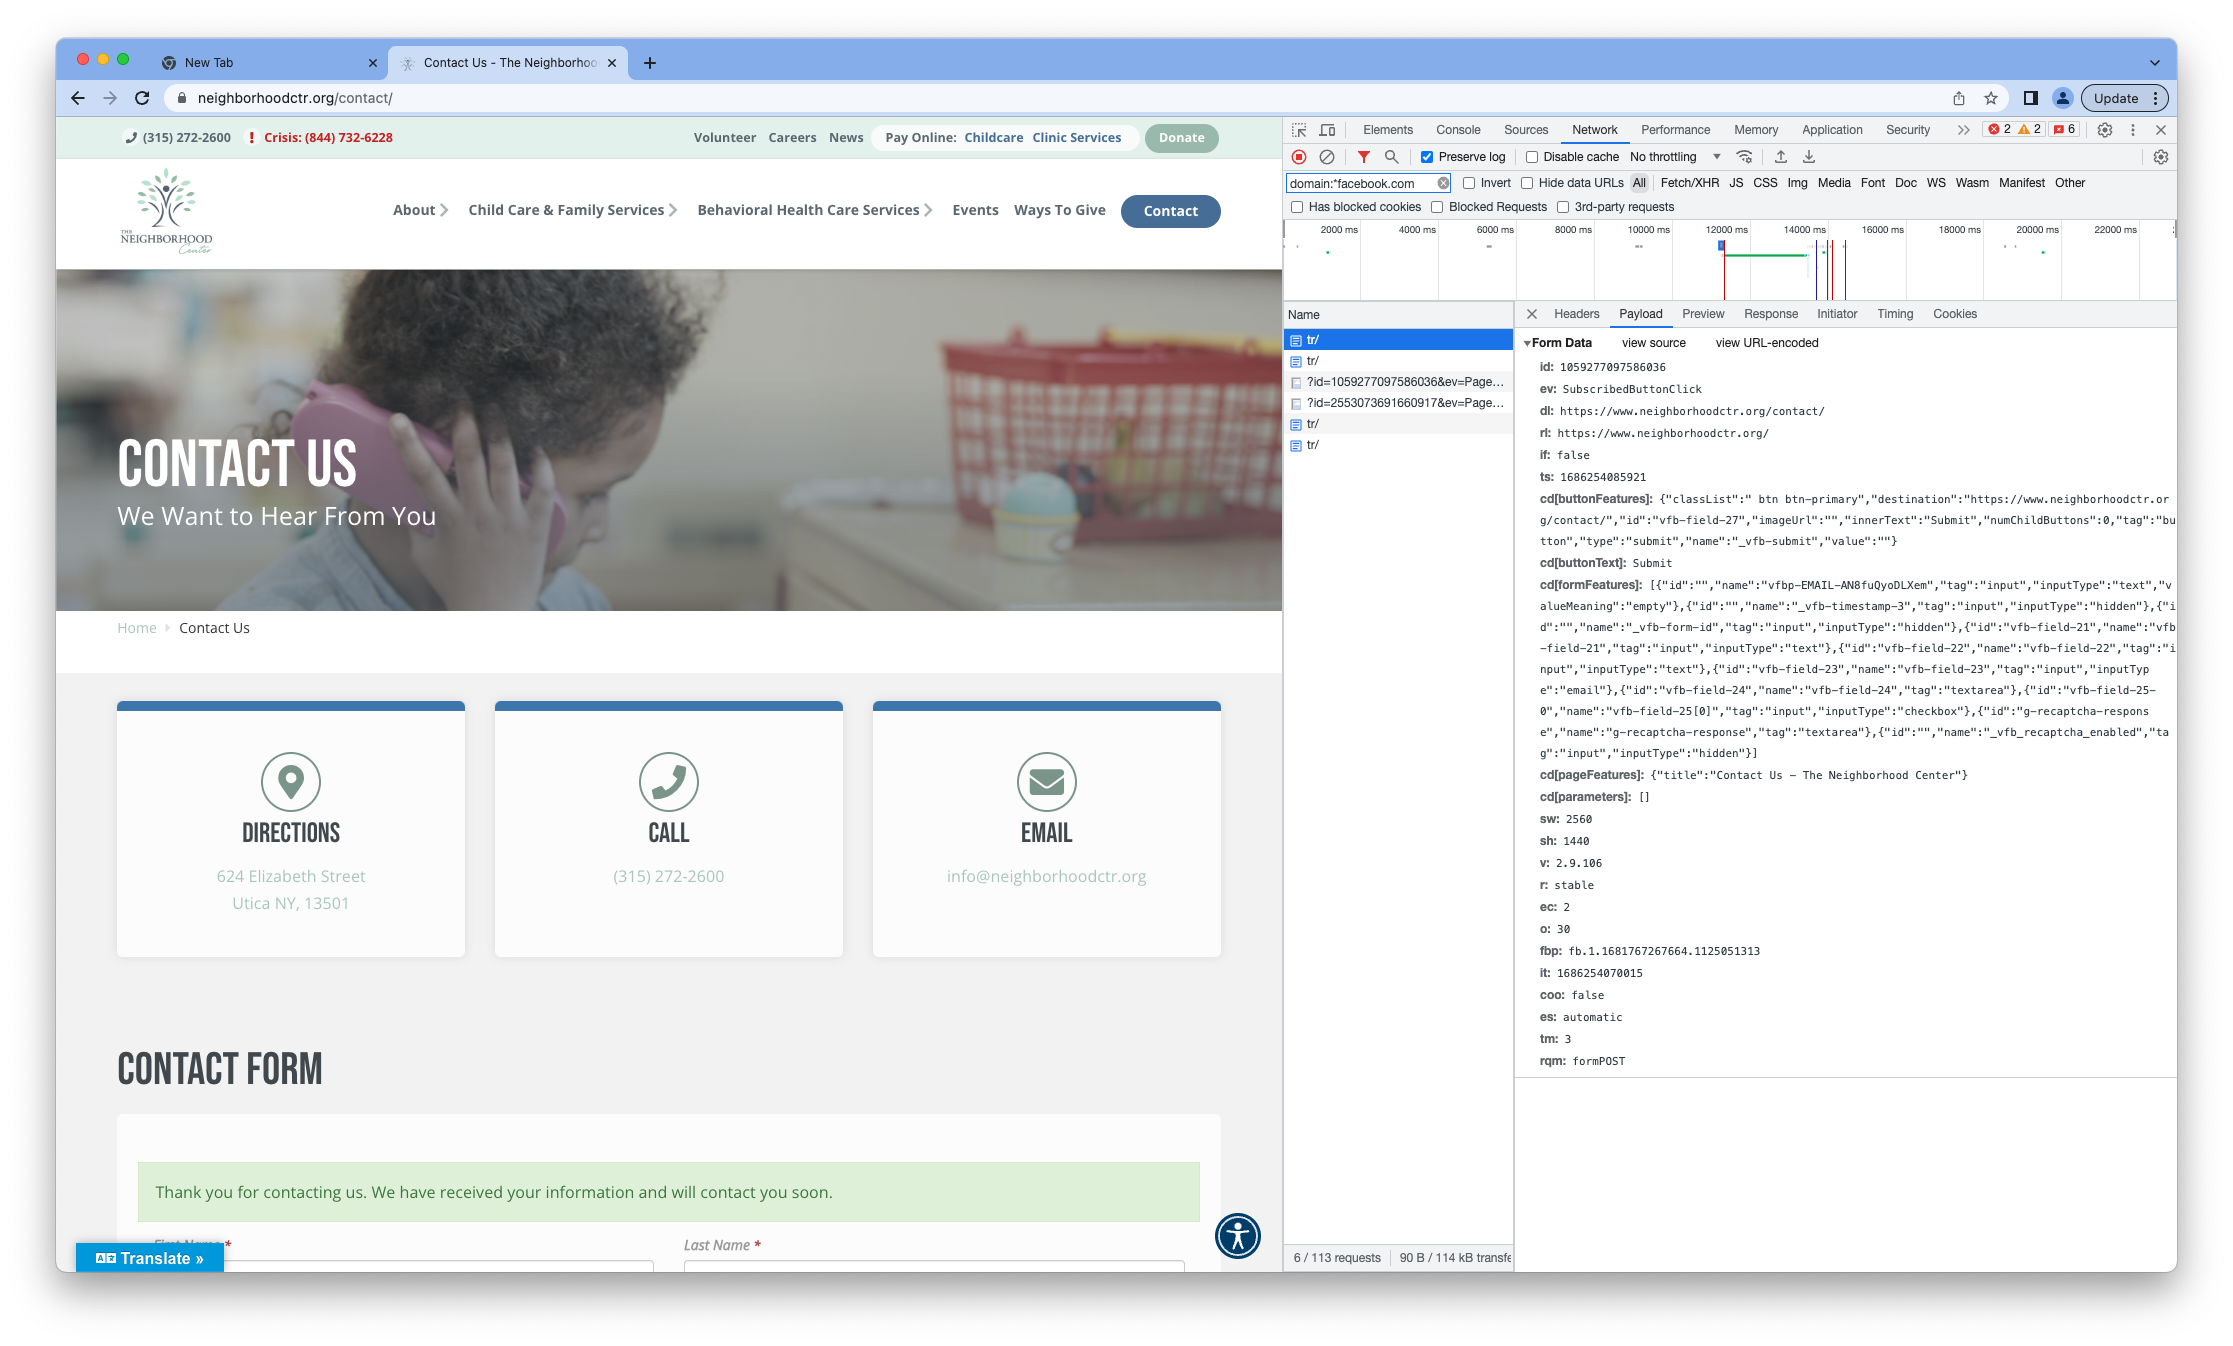 New Tab
Contact Us - The Neighborhoo
neighborhoodctr.org/contact/
Update
(315) 272-2600
Crisis: (844) 732-6228
Volunteer
Careers
News
Pay Online:
Childcare
Clinic Services
Donate
THE
NEIGHBORHOOD
Center
About
Child Care & Family Services
Behavioral Health Care Services
Events
Ways To Give
Contact
CONTACT US
We Want to Hear From You
Home
Contact Us
DIRECTIONS
624 Elizabeth Street
Utica NY, 13501
CALL
(315) 272-2600
EMAIL
info@neighborhoodctr.org
CONTACT FORM
Thank you for contacting us. We have received your information and will contact you soon.
First Name *
Last Name *
Translate »
Elements
Console
Sources
Network
Performance
Memory
Application
Security
2
2
6
Preserve log
Disable cache
No throttling
domain:*facebook.com
Invert
Hide data URLs
All
Fetch/XHR
JS
CSS
Img
Media
Font
Doc
WS
Wasm
Manifest
Other
Has blocked cookies
Blocked Requests
3rd-party requests
2000 ms
4000 ms
6000 ms
8000 ms
10000 ms
12000 ms
14000 ms
16000 ms
18000 ms
20000 ms
22000 ms
Name
tr/
tr/
?id=1059277097586036&ev=Page...
?id=2553073691660917&ev=Page...
tr/
tr/
6 / 113 requests
90 B / 114 kB transfe
Headers
Payload
Preview
Response
Initiator
Timing
Cookies
Form Data
view source
view URL-encoded
id: 1059277097586036
ev: SubscribedButtonClick
dl: https://www.neighborhoodctr.org/contact/
rl: https://www.neighborhoodctr.org/
if: false
ts: 1686254085921
cd[buttonFeatures]: {"classList":" btn btn-primary","destination":"https://www.neighborhoodctr.or
g/contact/","id":"vfb-field-27","imageUrl":"","innerText":"Submit","numChildButtons":0,"tag":"bu
tton","type":"submit","name":"_vfb-submit","value":""}
cd[buttonText]: Submit
cd[formFeatures]: [{"id":"","name":"vfbp-EMAIL-AN8fuQyoDLXem","tag":"input","inputType":"text","v
alueMeaning":"empty"},{"id":"","name":"_vfb-timestamp-3","tag":"input","inputType":"hidden"},{"i
d":"","name":"_vfb-form-id","tag":"input","inputType":"hidden"},{"id":"vfb-field-21","name":"vfb
-field-21","tag":"input","inputType":"text"},{"id":"vfb-field-22","name":"vfb-field-22","tag":"i
nput","inputType":"text"},{"id":"vfb-field-23","name":"vfb-field-23","tag":"input","inputTyp
e":"email"},{"id":"vfb-field-24","name":"vfb-field-24","tag":"textarea"},{"id":"vfb-field-25-
0","name":"vfb-field-25[0]","tag":"input","inputType":"checkbox"},{"id":"g-recaptcha-respons
e","name":"g-recaptcha-response","tag":"textarea"},{"id":"","name":"_vfb_recaptcha_enabled","ta
g":"input","inputType":"hidden"}]
cd[pageFeatures]: {"title":"Contact Us – The Neighborhood Center"}
cd[parameters]: []
sw: 2560
sh: 1440
v: 2.9.106
r: stable
ec: 2
o: 30
fbp: fb.1.1681767267664.1125051313
it: 1686254070015
coo: false
es: automatic
tm: 3
rqm: formPOST